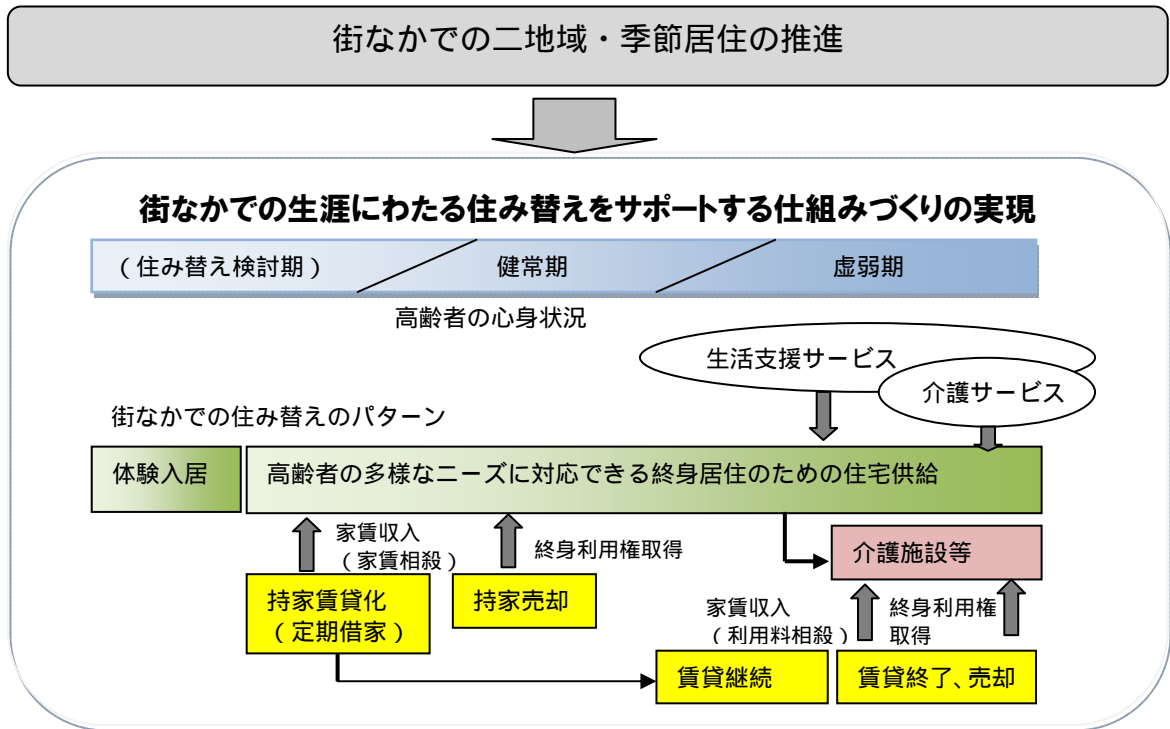 街なかでの二地域・季節居住の推進
街なかでの生涯にわたる住み替えをサポートする仕組みづくりの実現
(住み替え検討期)
健常期
虚弱期
高齢者の心身状況
生活支援サービス
介護サービス
街なかでの住み替えのパターン
体験入居
高齢者の多様なニーズに対応できる終身居住のための住宅供給
家賃収入
(家賃相殺)
終身利用権取得
介護施設等
持家賃貸化
(定期借家)
持家売却
家賃収入
(利用料相殺)
終身利用権
取得
賃貸継続
賃貸終了、売却